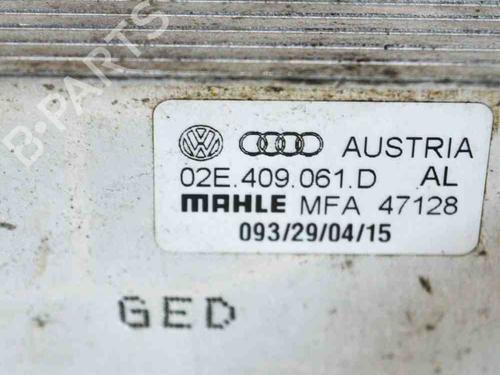 B-PARTS
AUSTRIA
02E.409.061.D AL
MAHLE MFA 47128
093/29/04/15
GED